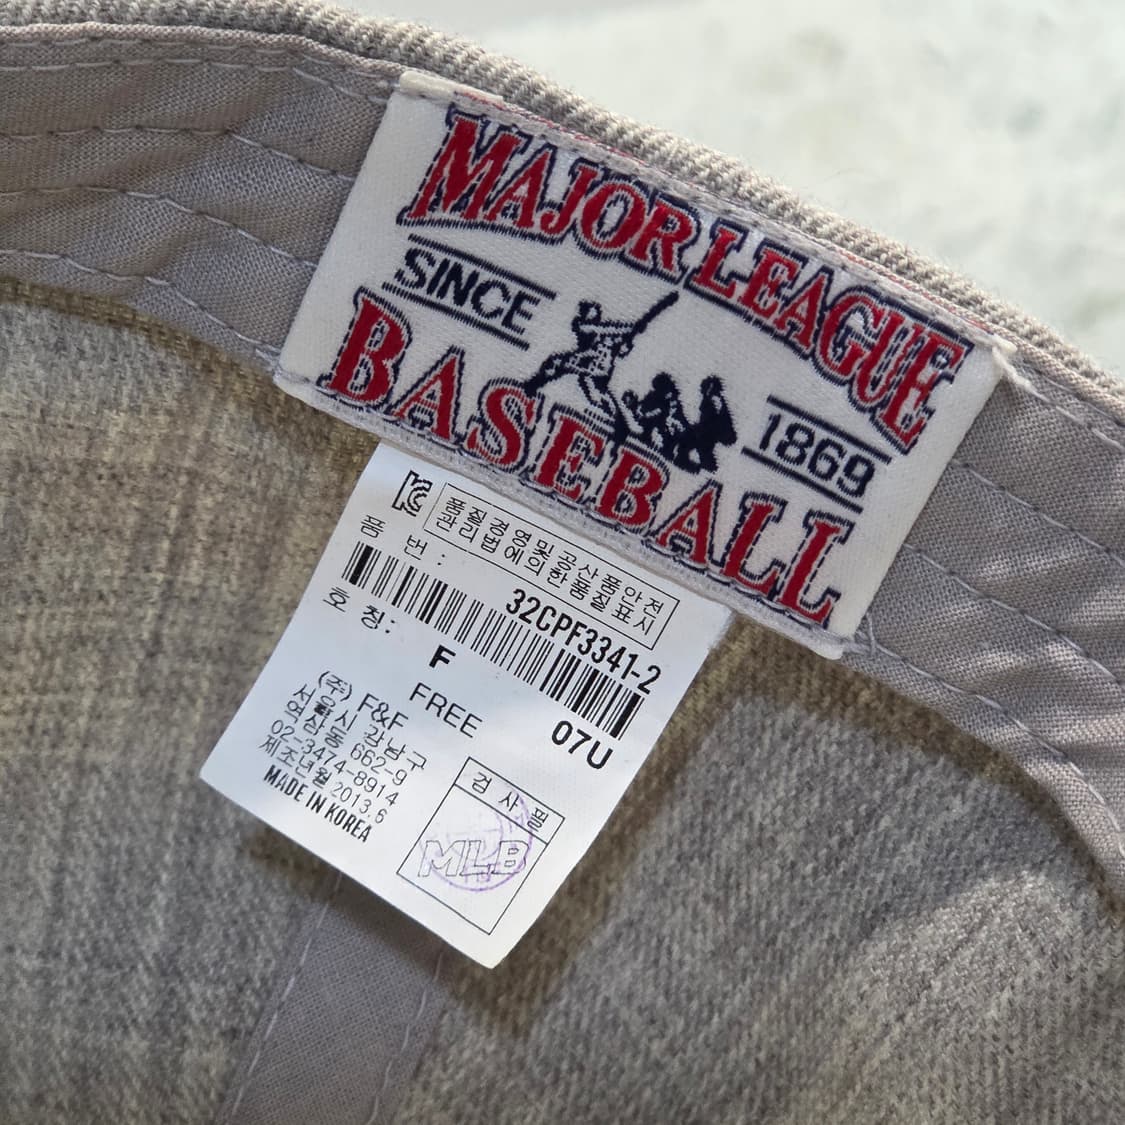 MAJOR LEAGUE
SINCE
1869
BASEBALL
품질경영및공산품안전
관리법에의한품질표시
품 번:
32CPF3341-2
호 칭:
F
07U
FREE
(주) F&F
서울시 강남구
역삼동 662-9
02-3474-8914
제조년월 2013.6
MADE IN KOREA
검 사 필
MLB